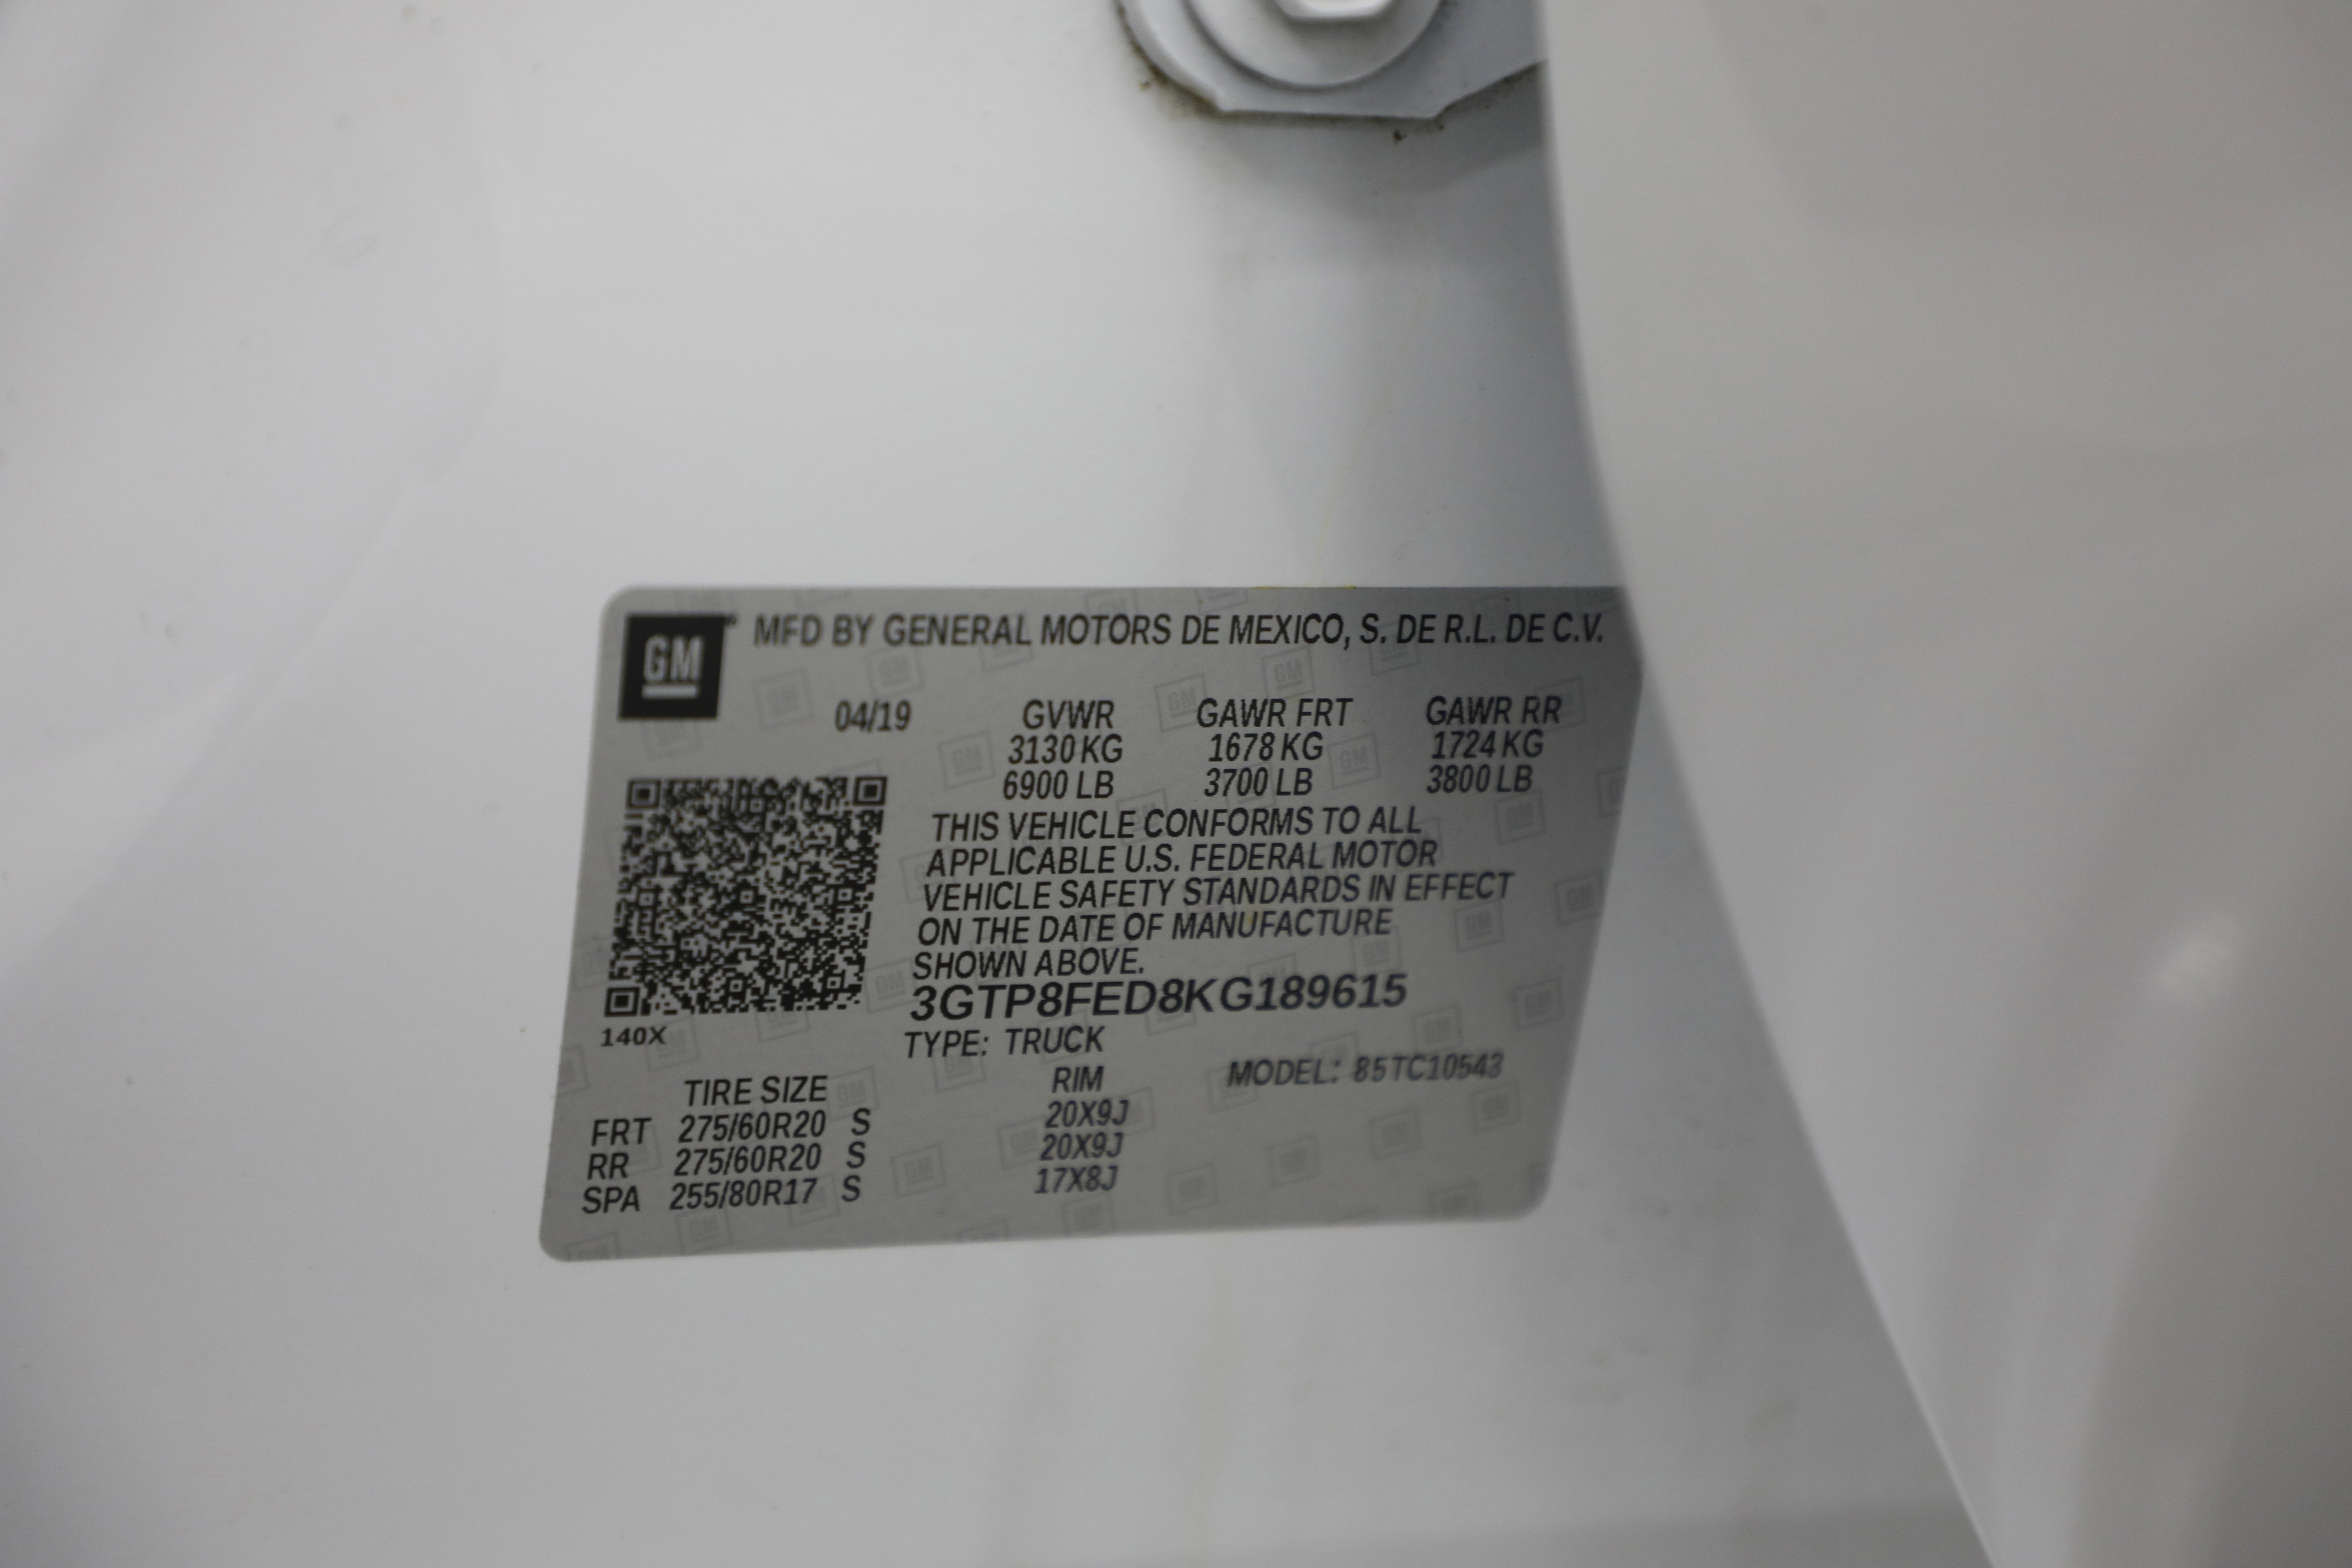 GM MFD BY GENERAL MOTORS DE MEXICO, S. DE R.L. DE C.V.
04/19 GVWR GAWR FRT GAWR RR
3130 KG 1678 KG 1724 KG
6900 LB 3700 LB 3800 LB
THIS VEHICLE CONFORMS TO ALL
APPLICABLE U.S. FEDERAL MOTOR
VEHICLE SAFETY STANDARDS IN EFFECT
ON THE DATE OF MANUFACTURE
SHOWN ABOVE.
3GTP8FED8KG189615
140X
TYPE: TRUCK
MODEL: 85TC10543
TIRE SIZE RIM
FRT 275/60R20 S 20X9J
RR 275/60R20 S 20X9J
SPA 255/80R17 S 17X8J